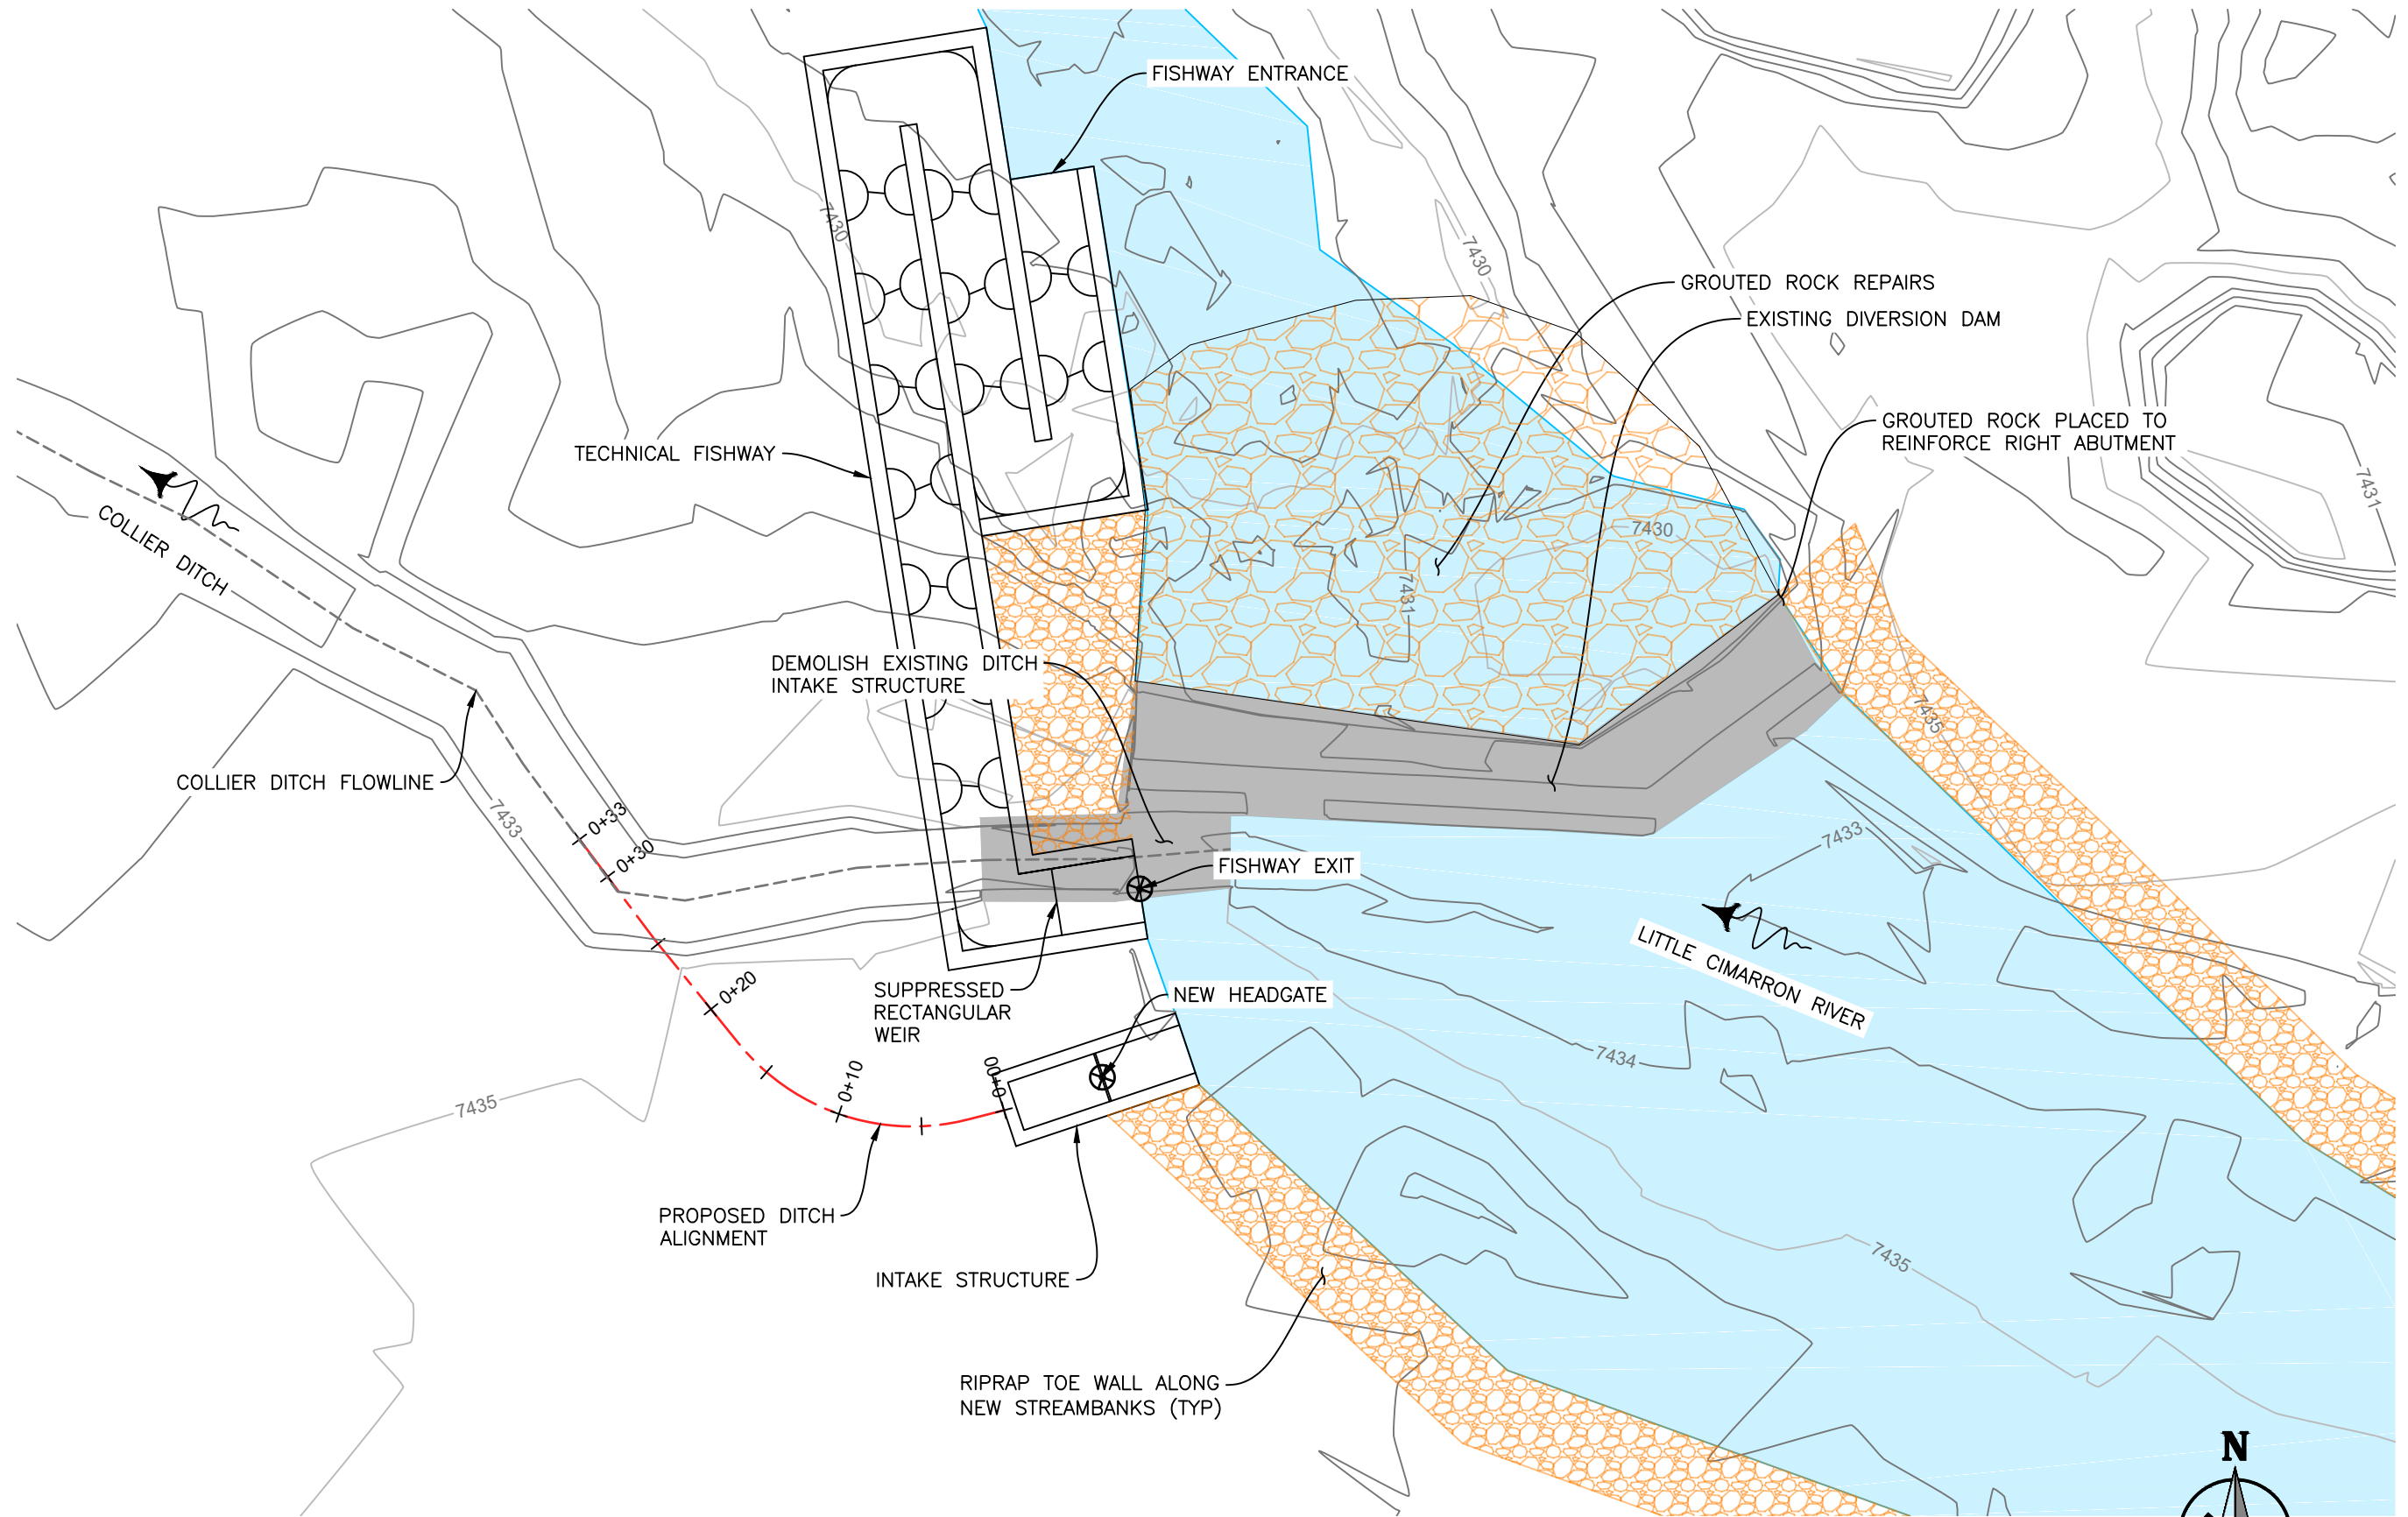 FISHWAY ENTRANCE
7430
7430
GROUTED ROCK REPAIRS
EXISTING DIVERSION DAM
GROUTED ROCK PLACED TO
REINFORCE RIGHT ABUTMENT
TECHNICAL FISHWAY
7431
COLLIER DITCH
7430
7431
DEMOLISH EXISTING DITCH
INTAKE STRUCTURE
7435
COLLIER DITCH FLOWLINE
7433
0+33
0+30
7433
FISHWAY EXIT
LITTLE CIMARRON RIVER
SUPPRESSED
RECTANGULAR
WEIR
0+20
NEW HEADGATE
7434
0+10
0+00
7435
PROPOSED DITCH
ALIGNMENT
7435
INTAKE STRUCTURE
RIPRAP TOE WALL ALONG
NEW STREAMBANKS (TYP)
N